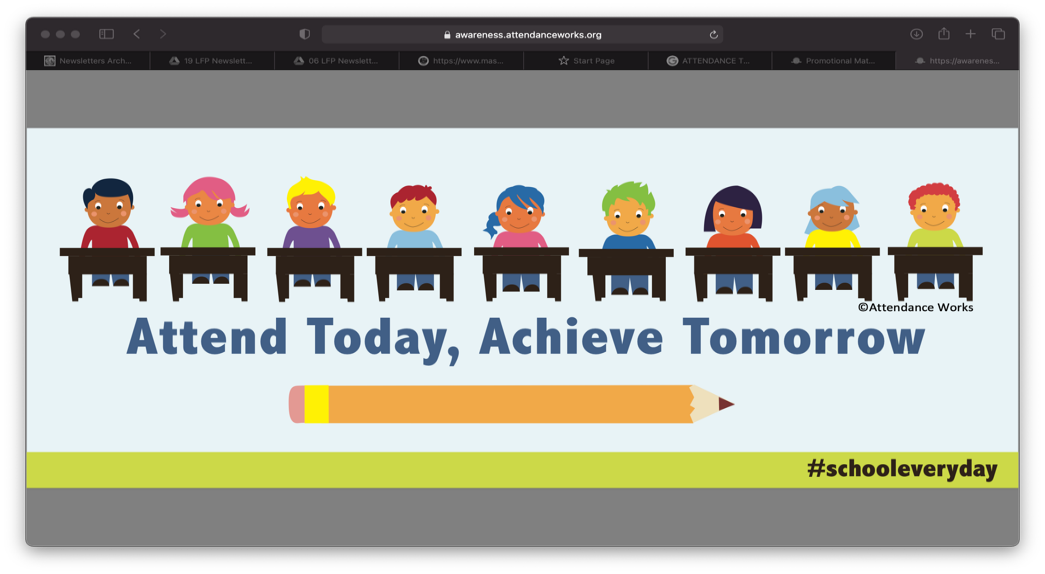 awareness.attendanceworks.org
Newsletters Arch...
19 LFP Newslett...
06 LFP Newslett...
https://www.mas...
Start Page
ATTENDANCE T...
Promotional Mat...
https://awarenes...
©Attendance Works
Attend Today, Achieve Tomorrow
#schooleveryday